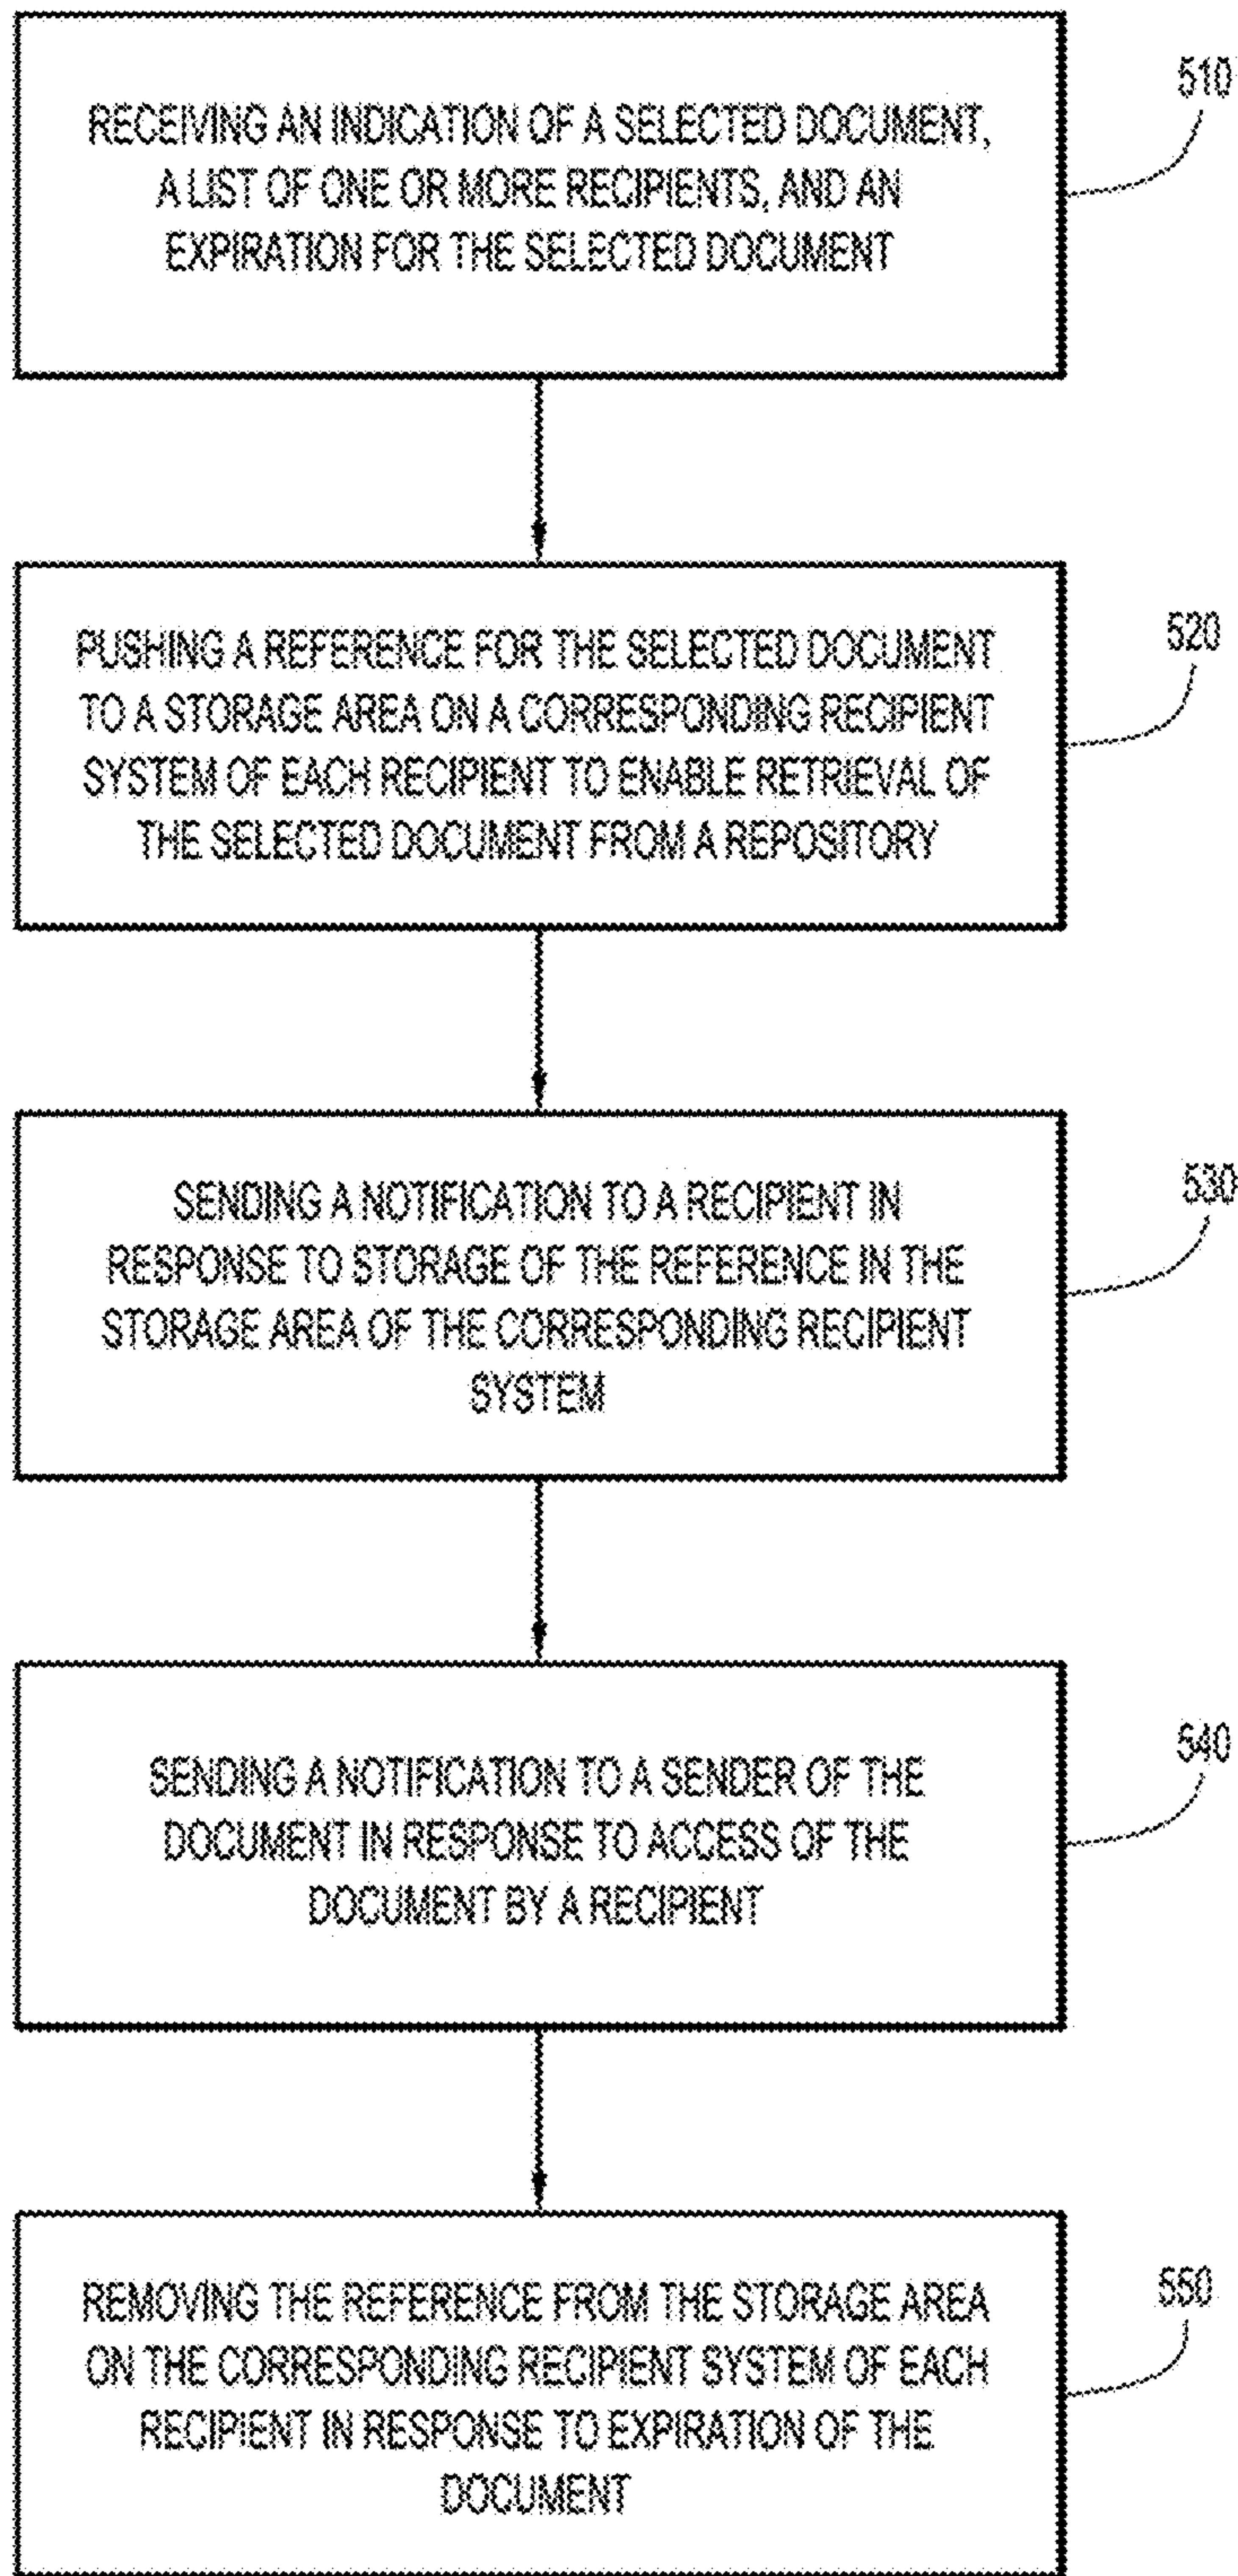 510
RECEIVING AN INDICATION OF A SELECTED DOCUMENT,
A LIST OF ONE OR MORE RECIPIENTS, AND AN
EXPIRATION FOR THE SELECTED DOCUMENT
520
PUSHING A REFERENCE FOR THE SELECTED DOCUMENT
TO A STORAGE AREA ON A CORRESPONDING RECIPIENT
SYSTEM OF EACH RECIPIENT TO ENABLE RETRIEVAL OF
THE SELECTED DOCUMENT FROM A REPOSITORY
530
SENDING A NOTIFICATION TO A RECIPIENT IN
RESPONSE TO STORAGE OF THE REFERENCE IN THE
STORAGE AREA OF THE CORRESPONDING RECIPIENT
SYSTEM
540
SENDING A NOTIFICATION TO A SENDER OF THE
DOCUMENT IN RESPONSE TO ACCESS OF THE
DOCUMENT BY A RECIPIENT
550
REMOVING THE REFERENCE FROM THE STORAGE AREA
ON THE CORRESPONDING RECIPIENT SYSTEM OF EACH
RECIPIENT IN RESPONSE TO EXPIRATION OF THE
DOCUMENT